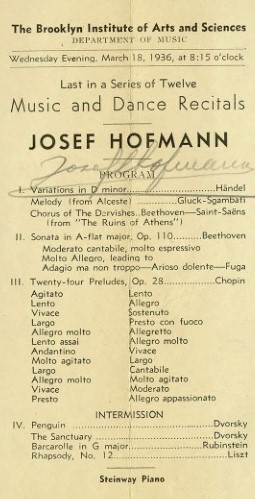 The Brooklyn Institute of Arts and Sciences
DEPARTMENT OF MUSIC
Wednesday Evening, March 18, 1936, at 8:15 o'clock
Last in a Series of Twelve
Music and Dance Recitals
JOSEF HOFMANN
Josef Hofmann
PROGRAM
I. Variations in D minor....................Händel
Melody (from Alceste) ....................Gluck-Sgambati
Chorus of The Dervishes..Beethoven—Saint-Saëns
(from "The Ruins of Athens")
II. Sonata in A-flat major, Op. 110..........Beethoven
Moderato cantabile, molto espressivo
Molto Allegro, leading to
Adagio ma non troppo—Arioso dolente—Fuga
III. Twenty-four Preludes, Op. 28..............Chopin
Agitato Lento
Lento Allegro
Vivace Sostenuto
Largo Presto con fuoco
Allegro molto Allegretto
Lento assai Allegro molto
Andantino Vivace
Molto agitato Largo
Largo Cantabile
Allegro molto Molto agitato
Vivace Moderato
Presto Allegro appassionato
INTERMISSION
IV. Penguin ....................Dvorsky
The Sanctuary ....................Dvorsky
Barcarolle in G major....................Rubinstein
Rhapsody, No. 12....................Liszt
Steinway Piano